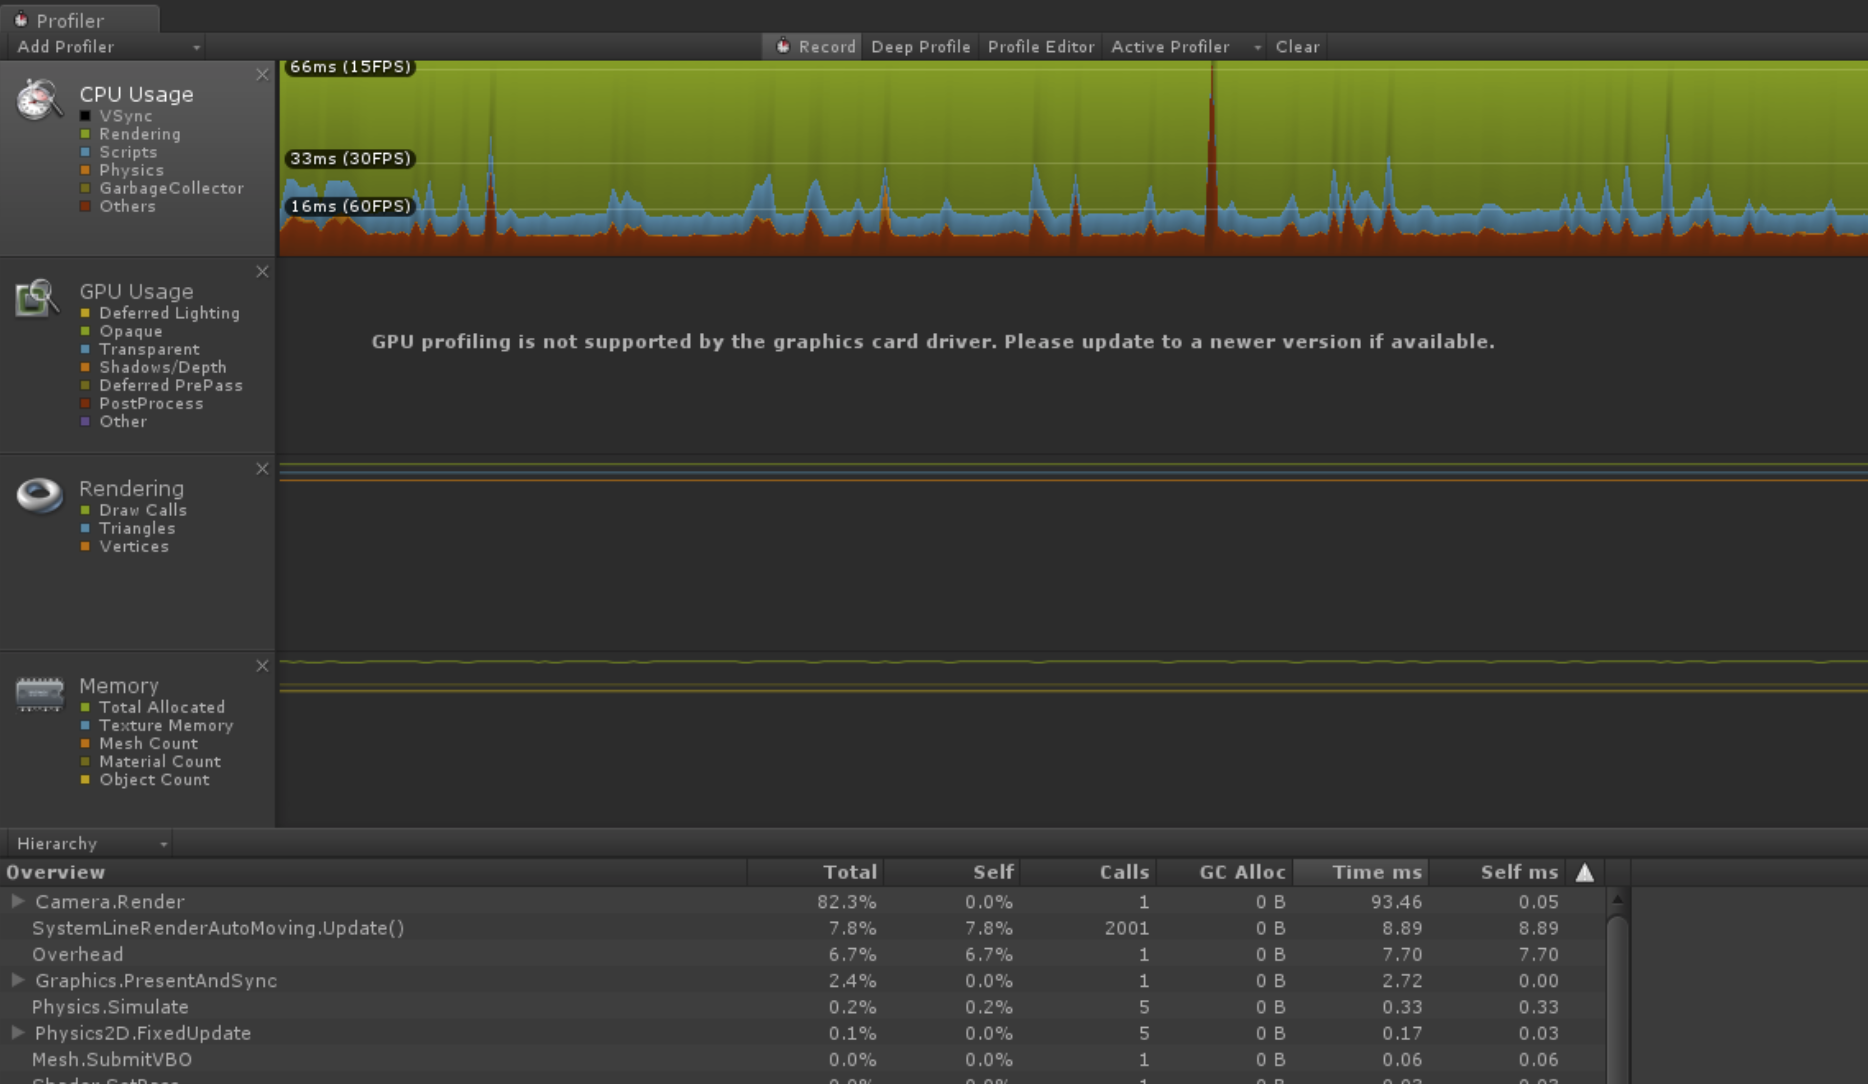 Profiler
Add Profiler
Record Deep Profile Profile Editor Active Profiler Clear
CPU Usage
VSync
Rendering
Scripts
Physics
GarbageCollector
Others
66ms (15FPS)
33ms (30FPS)
16ms (60FPS)
GPU Usage
Deferred Lighting
Opaque
Transparent
Shadows/Depth
Deferred PrePass
PostProcess
Other
GPU profiling is not supported by the graphics card driver. Please update to a newer version if available.
Rendering
Draw Calls
Triangles
Vertices
Memory
Total Allocated
Texture Memory
Mesh Count
Material Count
Object Count
Hierarchy
Overview Total Self Calls GC Alloc Time ms Self ms
Camera.Render 82.3% 0.0% 1 0 B 93.46 0.05
SystemLineRenderAutoMoving.Update() 7.8% 7.8% 2001 0 B 8.89 8.89
Overhead 6.7% 6.7% 1 0 B 7.70 7.70
Graphics.PresentAndSync 2.4% 0.0% 1 0 B 2.72 0.00
Physics.Simulate 0.2% 0.2% 5 0 B 0.33 0.33
Physics2D.FixedUpdate 0.1% 0.0% 5 0 B 0.17 0.03
Mesh.SubmitVBO 0.0% 0.0% 1 0 B 0.06 0.06